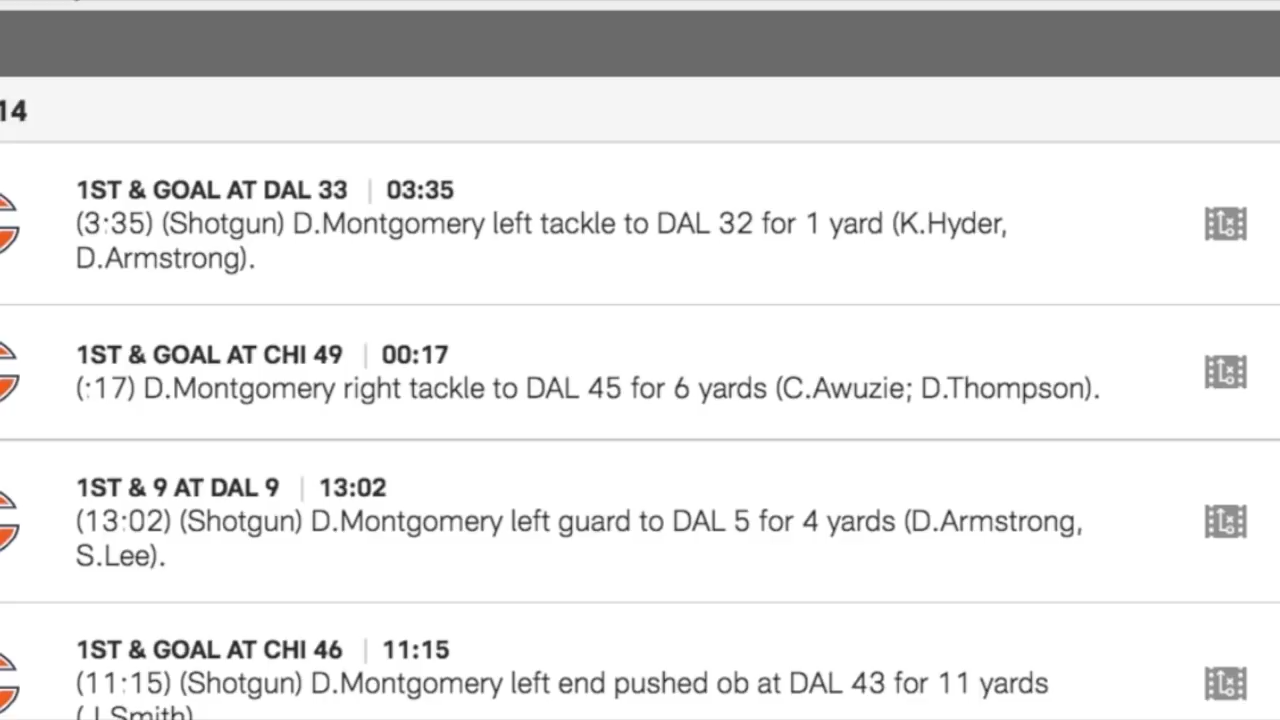 14
1ST & GOAL AT DAL 33 | 03:35
(3:35) (Shotgun) D.Montgomery left tackle to DAL 32 for 1 yard (K.Hyder,
D.Armstrong).
1ST & GOAL AT CHI 49 | 00:17
(:17) D.Montgomery right tackle to DAL 45 for 6 yards (C.Awuzie; D.Thompson).
1ST & 9 AT DAL 9 | 13:02
(13:02) (Shotgun) D.Montgomery left guard to DAL 5 for 4 yards (D.Armstrong,
S.Lee).
1ST & GOAL AT CHI 46 | 11:15
(11:15) (Shotgun) D.Montgomery left end pushed ob at DAL 43 for 11 yards
(J.Smith)